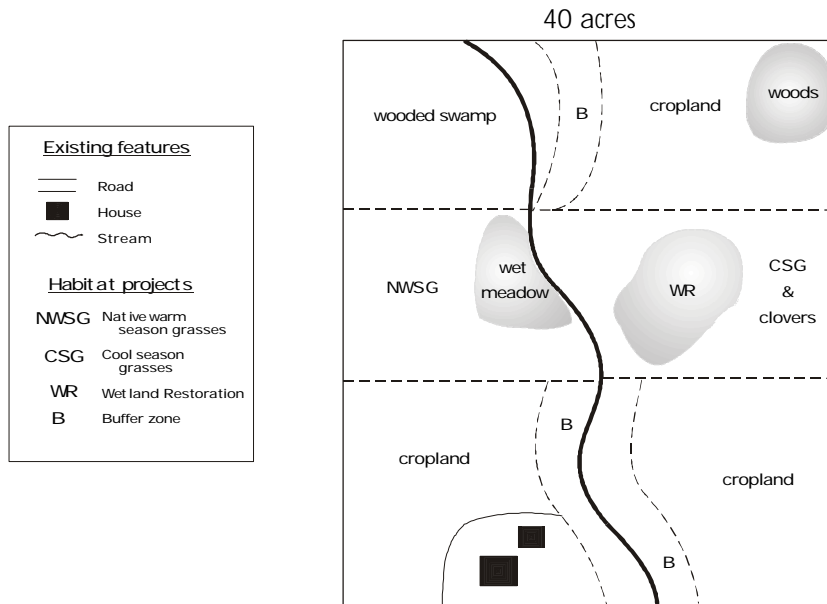 40 acres
Existing features
Road
House
Stream
Habitat projects
NWSG Native warm
season grasses
CSG Cool season
grasses
WR Wetland Restoration
B Buffer zone
wooded swamp
B
cropland
woods
NWSG
wet
meadow
WR
CSG
&
clovers
cropland
B
B
cropland
B